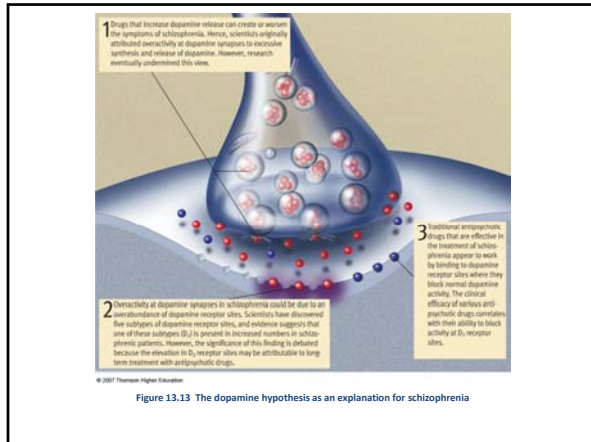 1 Drugs that increase dopamine release can create or worsen
the symptoms of schizophrenia. Hence, scientists originally
attributed overactivity at dopamine synapses to excessive
synthesis and release of dopamine. However, research
eventually undermined this view.
3 Traditional antipsychotic
drugs that are effective in
the treatment of schizo-
phrenia appear to work
by binding to dopamine
receptor sites where they
block normal dopamine
activity. The clinical
efficacy of various anti-
psychotic drugs correlates
with their ability to block
activity at D₂ receptor
sites.
2 Overactivity at dopamine synapses in schizophrenia could be due to an
overabundance of dopamine receptor sites. Scientists have discovered
five subtypes of dopamine receptor sites, and evidence suggests that
one of these subtypes (D₂) is present in increased numbers in schizo-
phrenic patients. However, the significance of this finding is debated
because the elevation in D₂ receptor sites may be attributable to long-
term treatment with antipsychotic drugs.
© 2007 Thomson Higher Education
Figure 13.13 The dopamine hypothesis as an explanation for schizophrenia